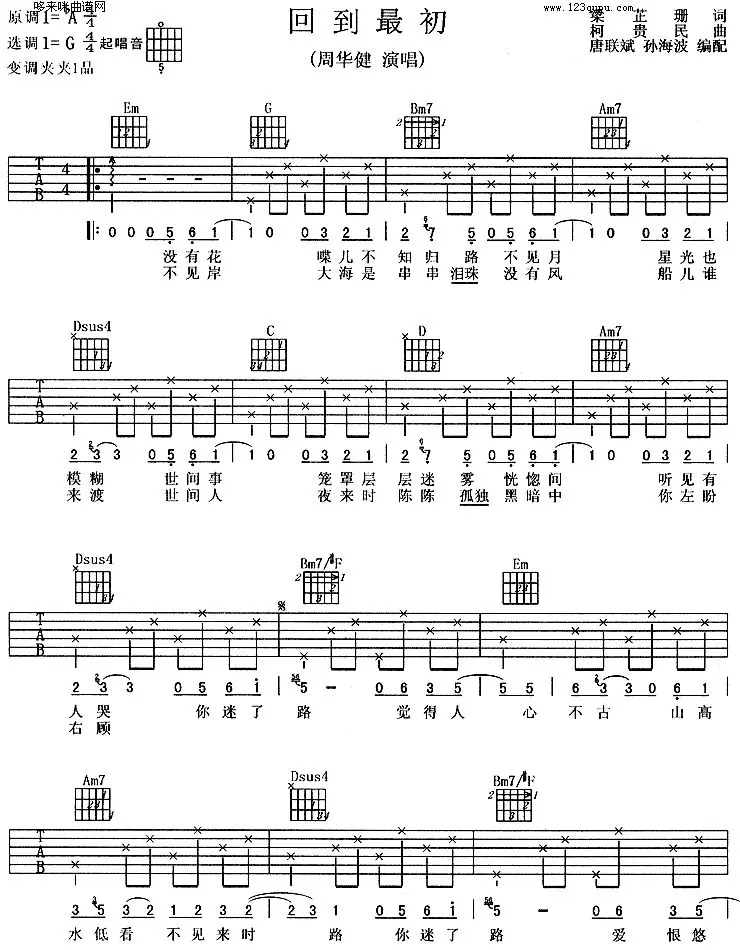 哆来咪曲谱网
www.123qupu.com
回到最初
(周华健 演唱)
原调1=ᵇA 4/4
选调1=G 4/4 起唱音
变调夹夹1品
梁芷珊 词
柯贵民 曲
唐联斌 孙海波 编配
Em G Bm7 Am7
T A B 4 4
0 0 0 5 6 1 1 0 0 3 2 1 2 7 5 0 5 6 1 1 0 0 3 2 1
没有花 喋儿不 知归 路 不见月 星光也
不见岸 大海是 串串 泪珠 没有风 船儿谁
Dsus4 C D Am7
T A B
2 3 3 0 5 6 1 1 0 0 3 2 1 2 7 5 0 5 6 1 1 0 0 3 2 1
模糊 世间事 笼罩层 层迷 雾 恍惚间 听见有
来渡 世间人 夜来时 陈陈 孤独 黑暗中 你左盼
Dsus4 Bm7/#F Em
T A B
2 3 3 0 5 6 i 5 - 0 6 3 5 5 5 6 3 3 0 6 1
人哭 你迷了 路 觉得人 心 不古 山高
右顾
Am7 Dsus4 Bm7/#F
T A B
3 5 3 2 1 2 3 2 2 3 1 0 5 6 i 5 - 0 6 3 5
水低看 不见来时 路 你迷了 路 爱恨悠